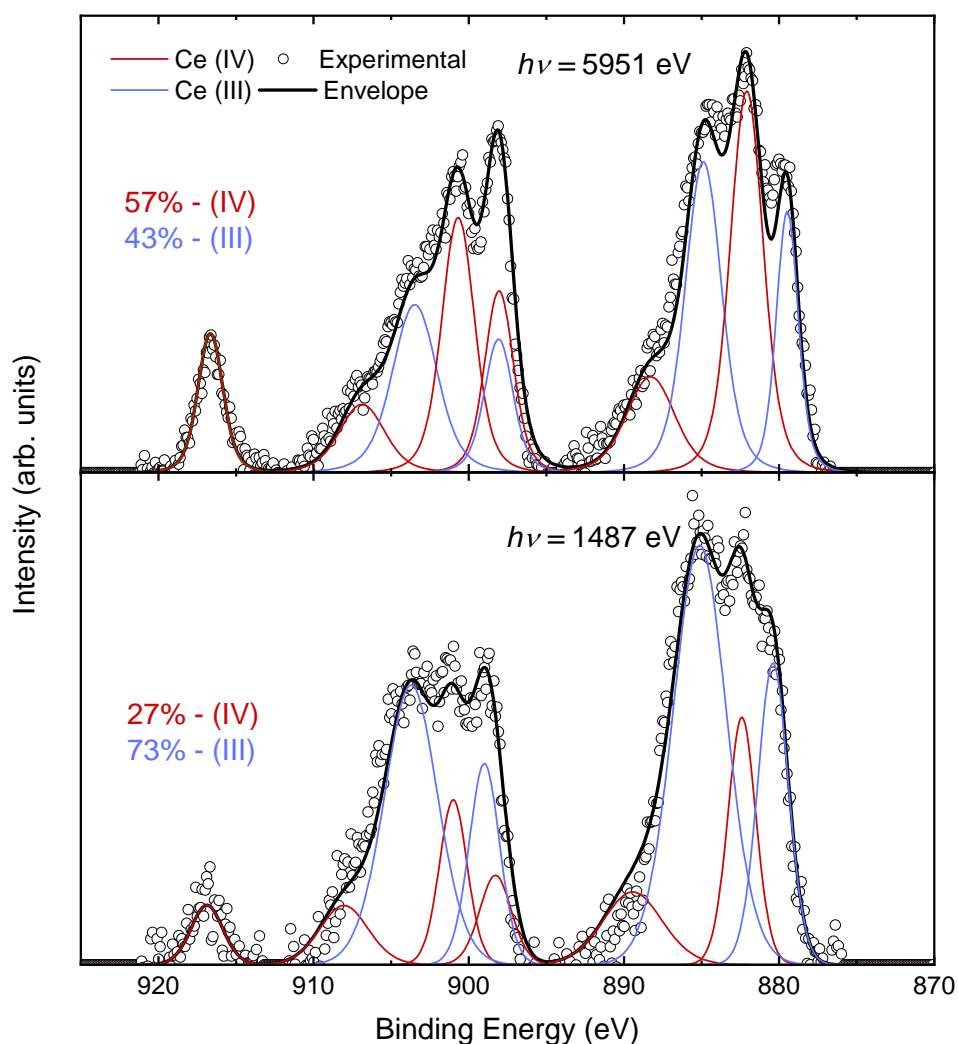 Ce (IV) Experimental
Ce (III) Envelope
hν = 5951 eV
57% - (IV)
43% - (III)
hν = 1487 eV
27% - (IV)
73% - (III)
Intensity (arb. units)
920 910 900 890 880 870
Binding Energy (eV)